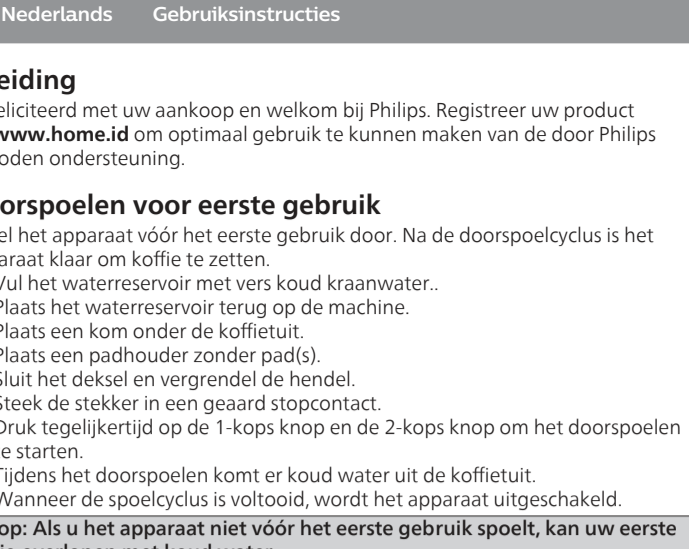 Nederlands Gebruiksinstructies
eiding
eliciteerd met uw aankoop en welkom bij Philips. Registreer uw product
www.home.id om optimaal gebruik te kunnen maken van de door Philips
oden ondersteuning.
orspoelen voor eerste gebruik
el het apparaat vóór het eerste gebruik door. Na de doorspoelcyclus is het
araat klaar om koffie te zetten.
Vul het waterreservoir met vers koud kraanwater..
Plaats het waterreservoir terug op de machine.
Plaats een kom onder de koffietuit.
Plaats een padhouder zonder pad(s).
Sluit het deksel en vergrendel de hendel.
Steek de stekker in een geaard stopcontact.
Druk tegelijkertijd op de 1-kops knop en de 2-kops knop om het doorspoelen
te starten.
Tijdens het doorspoelen komt er koud water uit de koffietuit.
Wanneer de spoelcyclus is voltooid, wordt het apparaat uitgeschakeld.
op: Als u het apparaat niet vóór het eerste gebruik spoelt, kan uw eerste